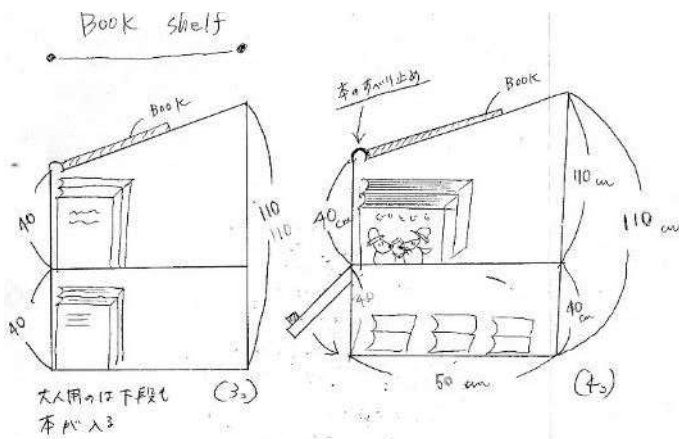 Book shelf
BOOK
40
110
110
40
大人用のは下段も
本が入る
(3コ)
本のすべり止め
BOOK
40cm
110cm
110cm
ぐりとぐら
40
40cm
50cm
(4コ)